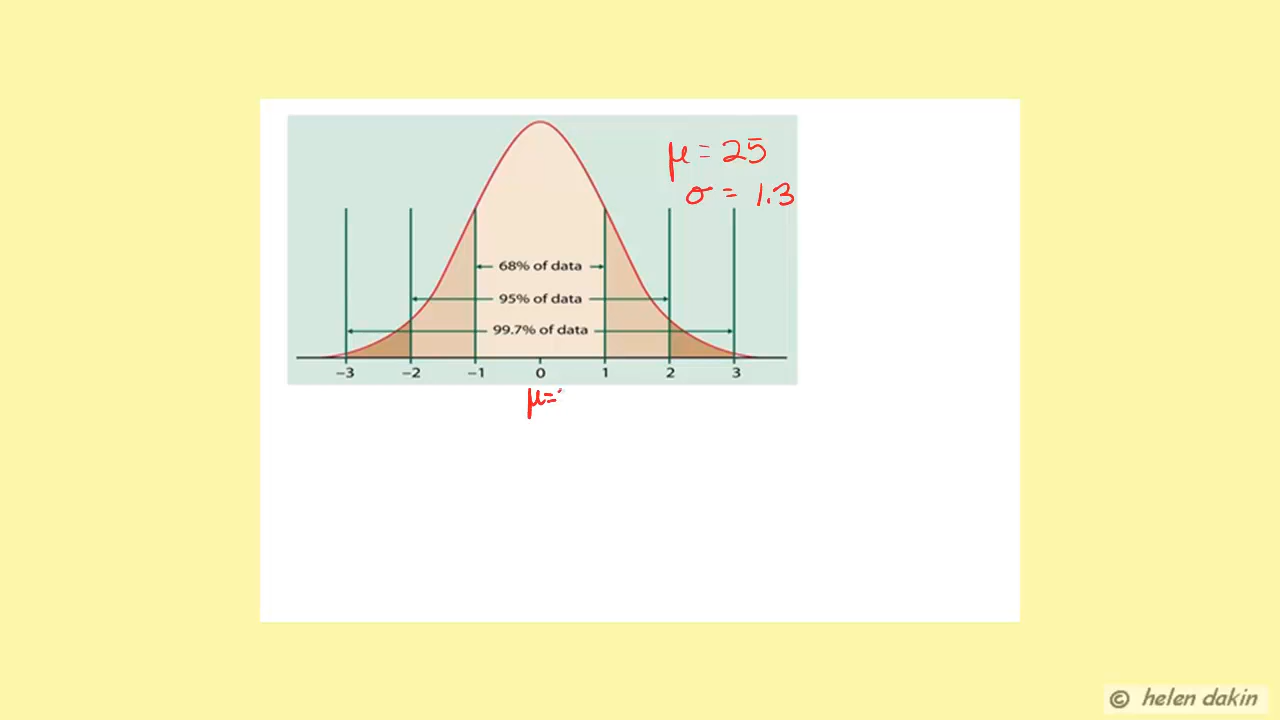 μ = 25
σ = 1.3
68% of data
95% of data
99.7% of data
−3 −2 −1 0 1 2 3
μ=
© helen dakin